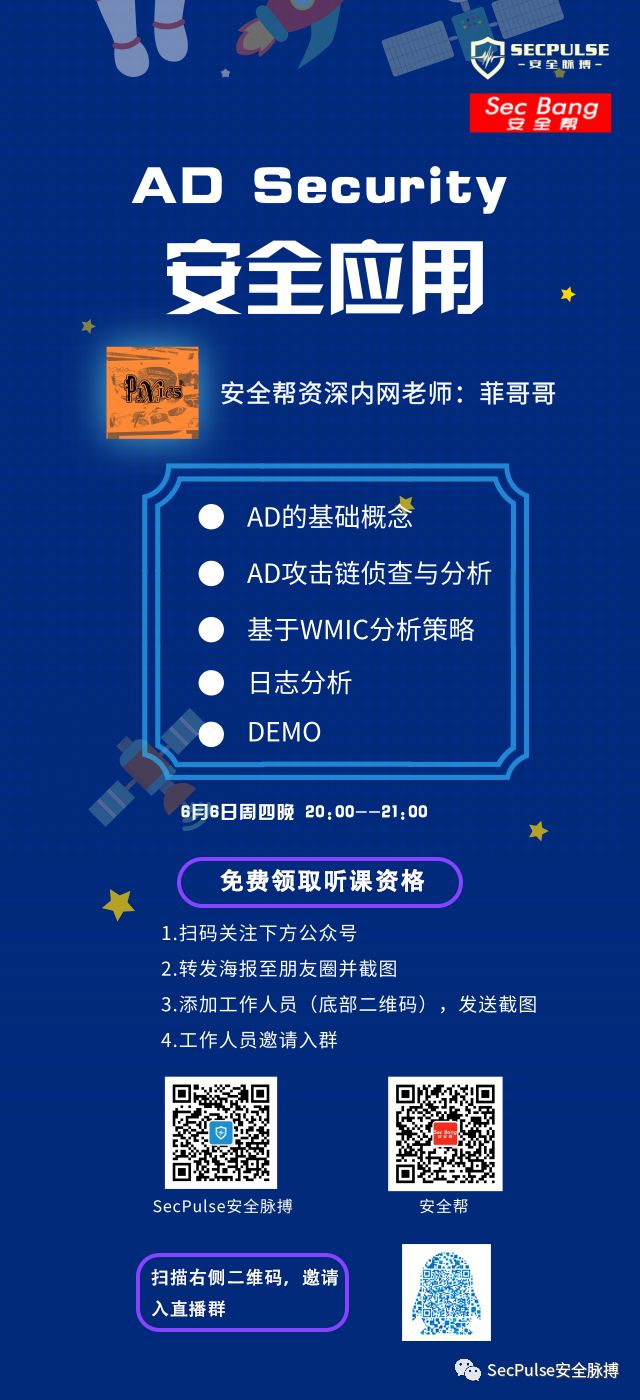 SECPULSE
-安全脉搏-
Sec Bang
安全帮
AD Security
安全应用
Pixies
安全帮资深内网老师：菲哥哥
AD的基础概念
AD攻击链侦查与分析
基于WMIC分析策略
日志分析
DEMO
6月6日周四晚 20:00--21:00
免费领取听课资格
1.扫码关注下方公众号
2.转发海报至朋友圈并截图
3.添加工作人员（底部二维码），发送截图
4.工作人员邀请入群
Sec Bang
安全帮
SecPulse安全脉搏
安全帮
扫描右侧二维码，邀请
入直播群
SecPulse安全脉搏